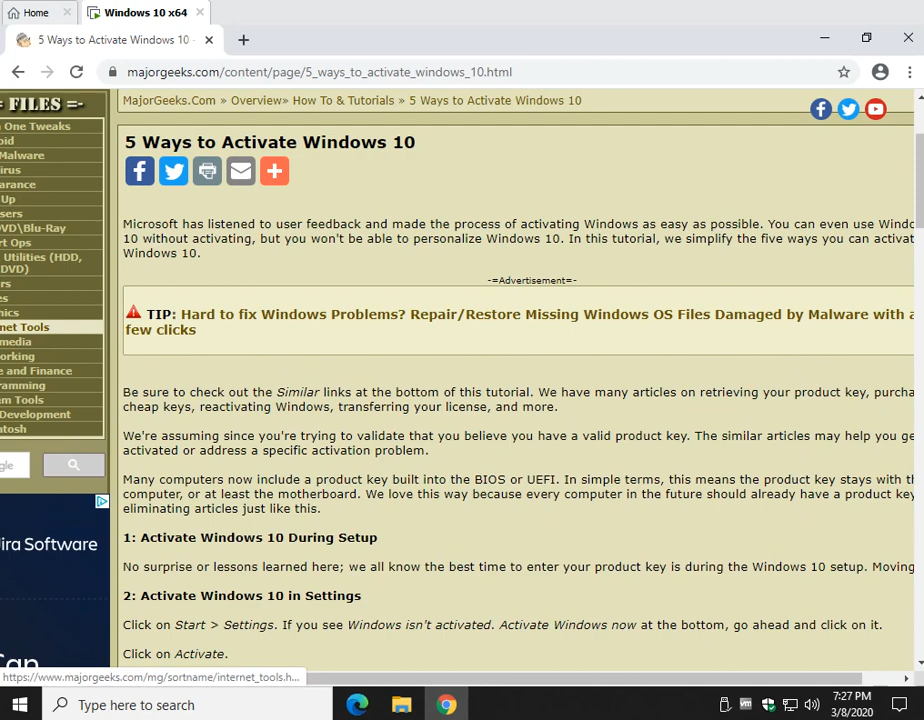 Home
Windows 10 x64
5 Ways to Activate Windows 10 -
majorgeeks.com/content/page/5_ways_to_activate_windows_10.html
= FILES =-
One Tweaks
oid
Malware
irus
arance
Up
sers
DVD\Blu-Ray
rt Ops
Utilities (HDD,
DVD)
rs
es
nics
net Tools
media
orking
e and Finance
ramming
em Tools
Development
ntosh
gle
jira Software
Can
MajorGeeks.Com » Overview» How To & Tutorials » 5 Ways to Activate Windows 10
5 Ways to Activate Windows 10
Microsoft has listened to user feedback and made the process of activating Windows as easy as possible. You can even use Windo
10 without activating, but you won't be able to personalize Windows 10. In this tutorial, we simplify the five ways you can activat
Windows 10.
-=Advertisement=-
TIP: Hard to fix Windows Problems? Repair/Restore Missing Windows OS Files Damaged by Malware with a
few clicks
Be sure to check out the Similar links at the bottom of this tutorial. We have many articles on retrieving your product key, purcha
cheap keys, reactivating Windows, transferring your license, and more.
We're assuming since you're trying to validate that you believe you have a valid product key. The similar articles may help you ge
activated or address a specific activation problem.
Many computers now include a product key built into the BIOS or UEFI. In simple terms, this means the product key stays with th
computer, or at least the motherboard. We love this way because every computer in the future should already have a product key
eliminating articles just like this.
1: Activate Windows 10 During Setup
No surprise or lessons learned here; we all know the best time to enter your product key is during the Windows 10 setup. Moving
2: Activate Windows 10 in Settings
Click on Start > Settings. If you see Windows isn't activated. Activate Windows now at the bottom, go ahead and click on it.
Click on Activate.
https://www.majorgeeks.com/mg/sortname/internet_tools.h...
Type here to search
7:27 PM
3/8/2020